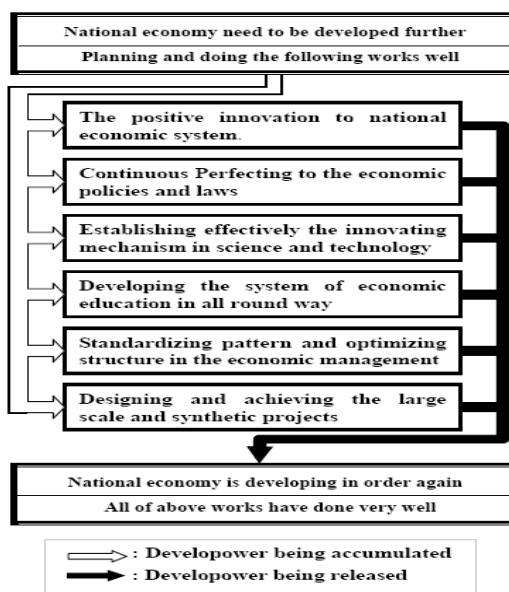 National economy need to be developed further
Planning and doing the following works well
The positive innovation to national
economic system.
Continuous Perfecting to the economic
policies and laws
Establishing effectively the innovating
mechanism in science and technology
Developing the system of economic
education in all round way
Standardizing pattern and optimizing
structure in the economic management
Designing and achieving the large
scale and synthetic projects
National economy is developing in order again
All of above works have done very well
: Developower being accumulated
: Developower being released